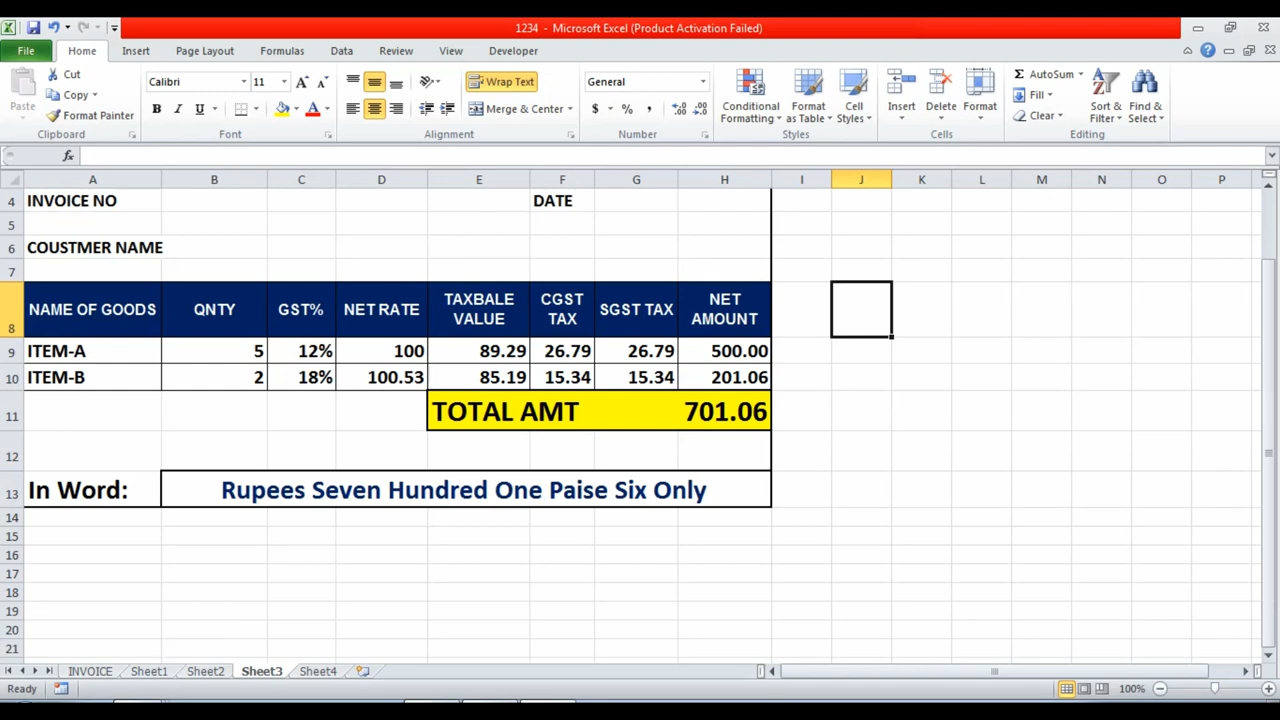 1234 - Microsoft Excel (Product Activation Failed)
File Home Insert Page Layout Formulas Data Review View Developer
Paste
Cut
Copy
Format Painter
Clipboard
Calibri 11
A A
B I U A
Font
Wrap Text
Merge & Center
Alignment
General
$ % ,
Number
Conditional Formatting
Format as Table
Cell Styles
Styles
Insert
Delete
Format
Cells
Σ AutoSum
Fill
Clear
Sort & Filter
Find & Select
Editing
fx
A B C D E F G H I J K L M N O P
4 INVOICE NO DATE
5
6 COUSTMER NAME
7
8 NAME OF GOODS QNTY GST% NET RATE TAXBALE VALUE CGST TAX SGST TAX NET AMOUNT
9 ITEM-A 5 12% 100 89.29 26.79 26.79 500.00
10 ITEM-B 2 18% 100.53 85.19 15.34 15.34 201.06
11 TOTAL AMT 701.06
12
13 In Word: Rupees Seven Hundred One Paise Six Only
14
15
16
17
18
19
20
21
INVOICE Sheet1 Sheet2 Sheet3 Sheet4
Ready 100%